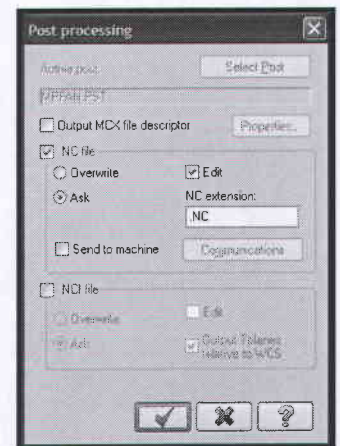 Post processing
Active post:
Select Post
MPFAN.PST
Output MCX file descriptor
Properties...
NC file
Overwrite
Edit
Ask
NC extension:
.NC
Send to machine
Communications
NCI file
Overwrite
Edit
Ask
Output Tplanes
relative to WCS